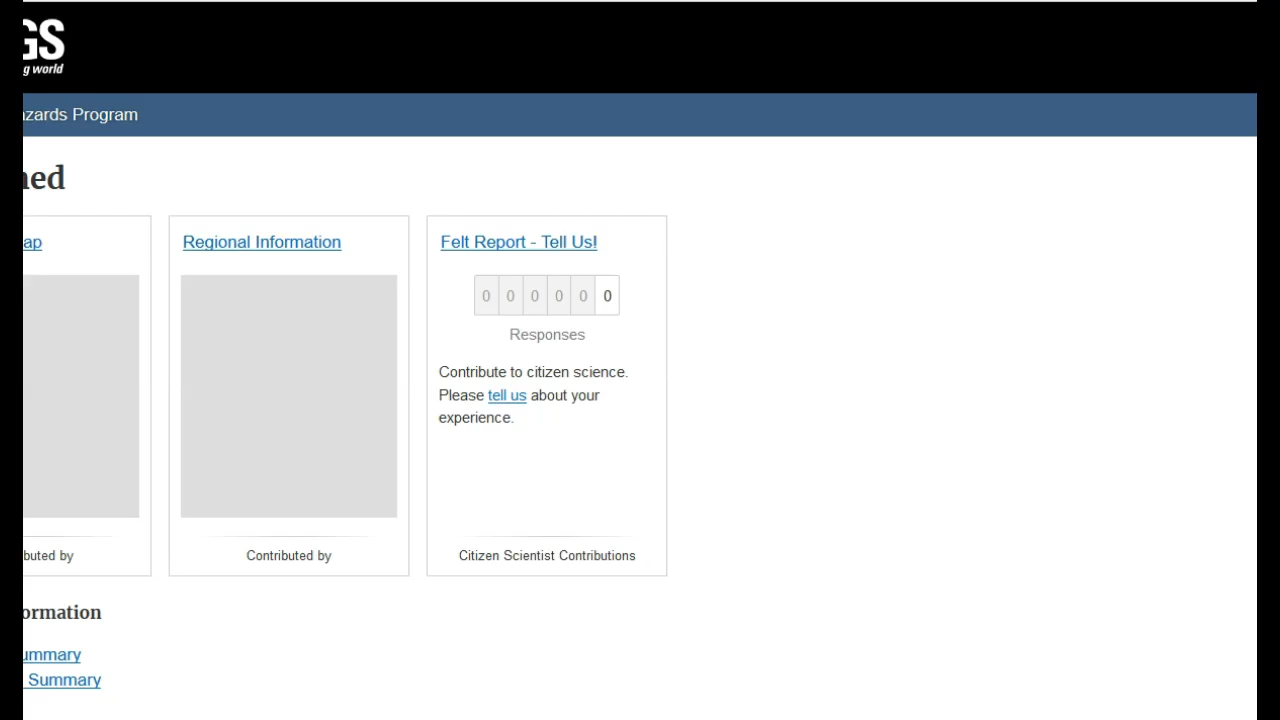 GS
g world
zards Program
ned
ap
Regional Information
Felt Report - Tell Us!
0 0 0 0 0 0
Responses
Contribute to citizen science.
Please tell us about your
experience.
buted by
Contributed by
Citizen Scientist Contributions
ormation
ummary
Summary